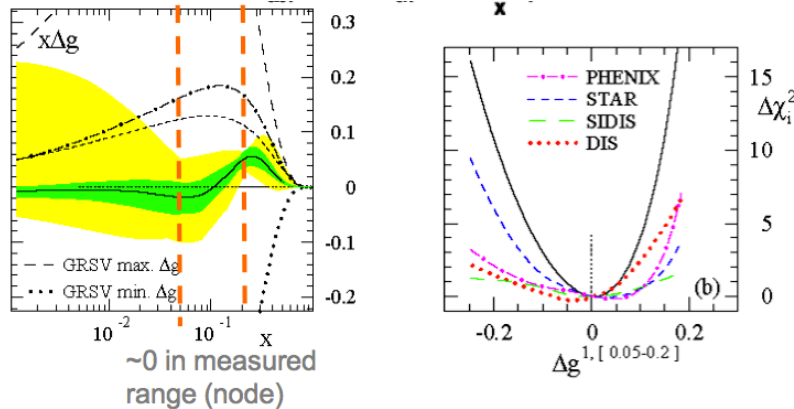 x
0.3
xΔg
0.2
0.1
0
-0.1
GRSV max. Δg
GRSV min. Δg
-0.2
10-2
10-1
x
~0 in measured
range (node)
PHENIX
STAR
SIDIS
DIS
15
Δχi2
10
5
(b)
0
-0.2
0
0.2
Δg1, [ 0.05-0.2 ]